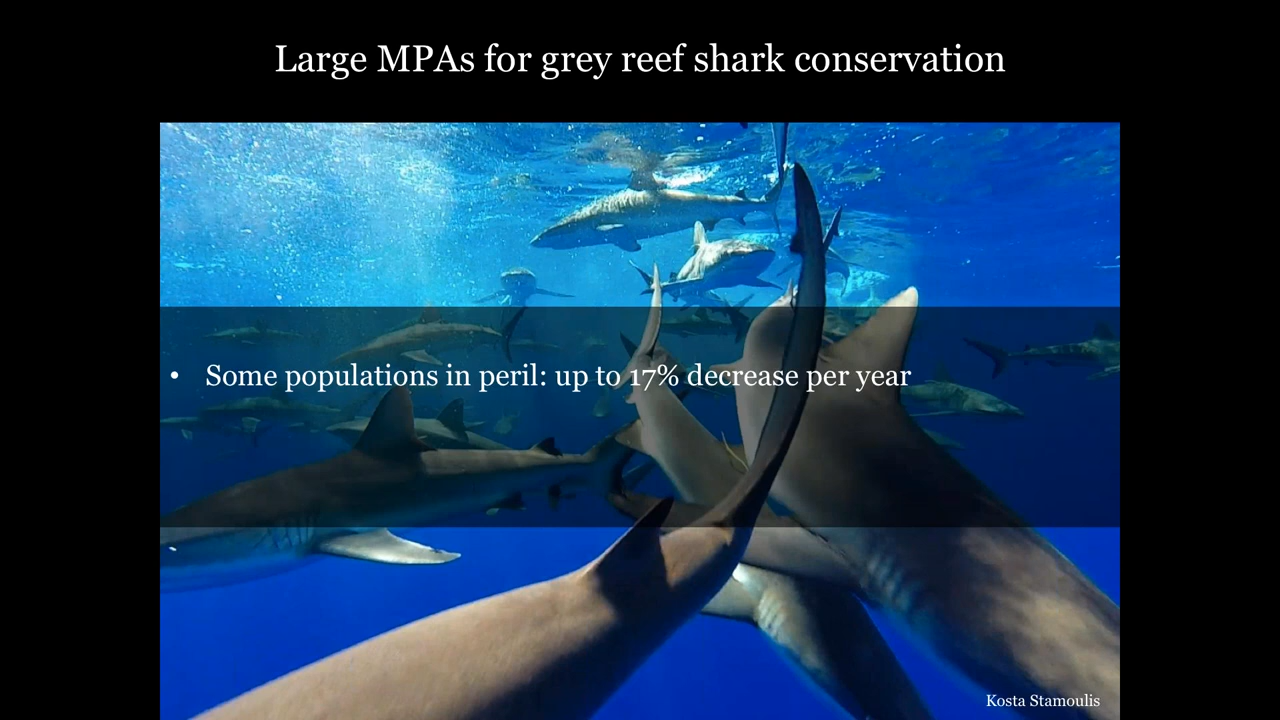 Large MPAs for grey reef shark conservation
• Some populations in peril: up to 17% decrease per year
Kosta Stamoulis